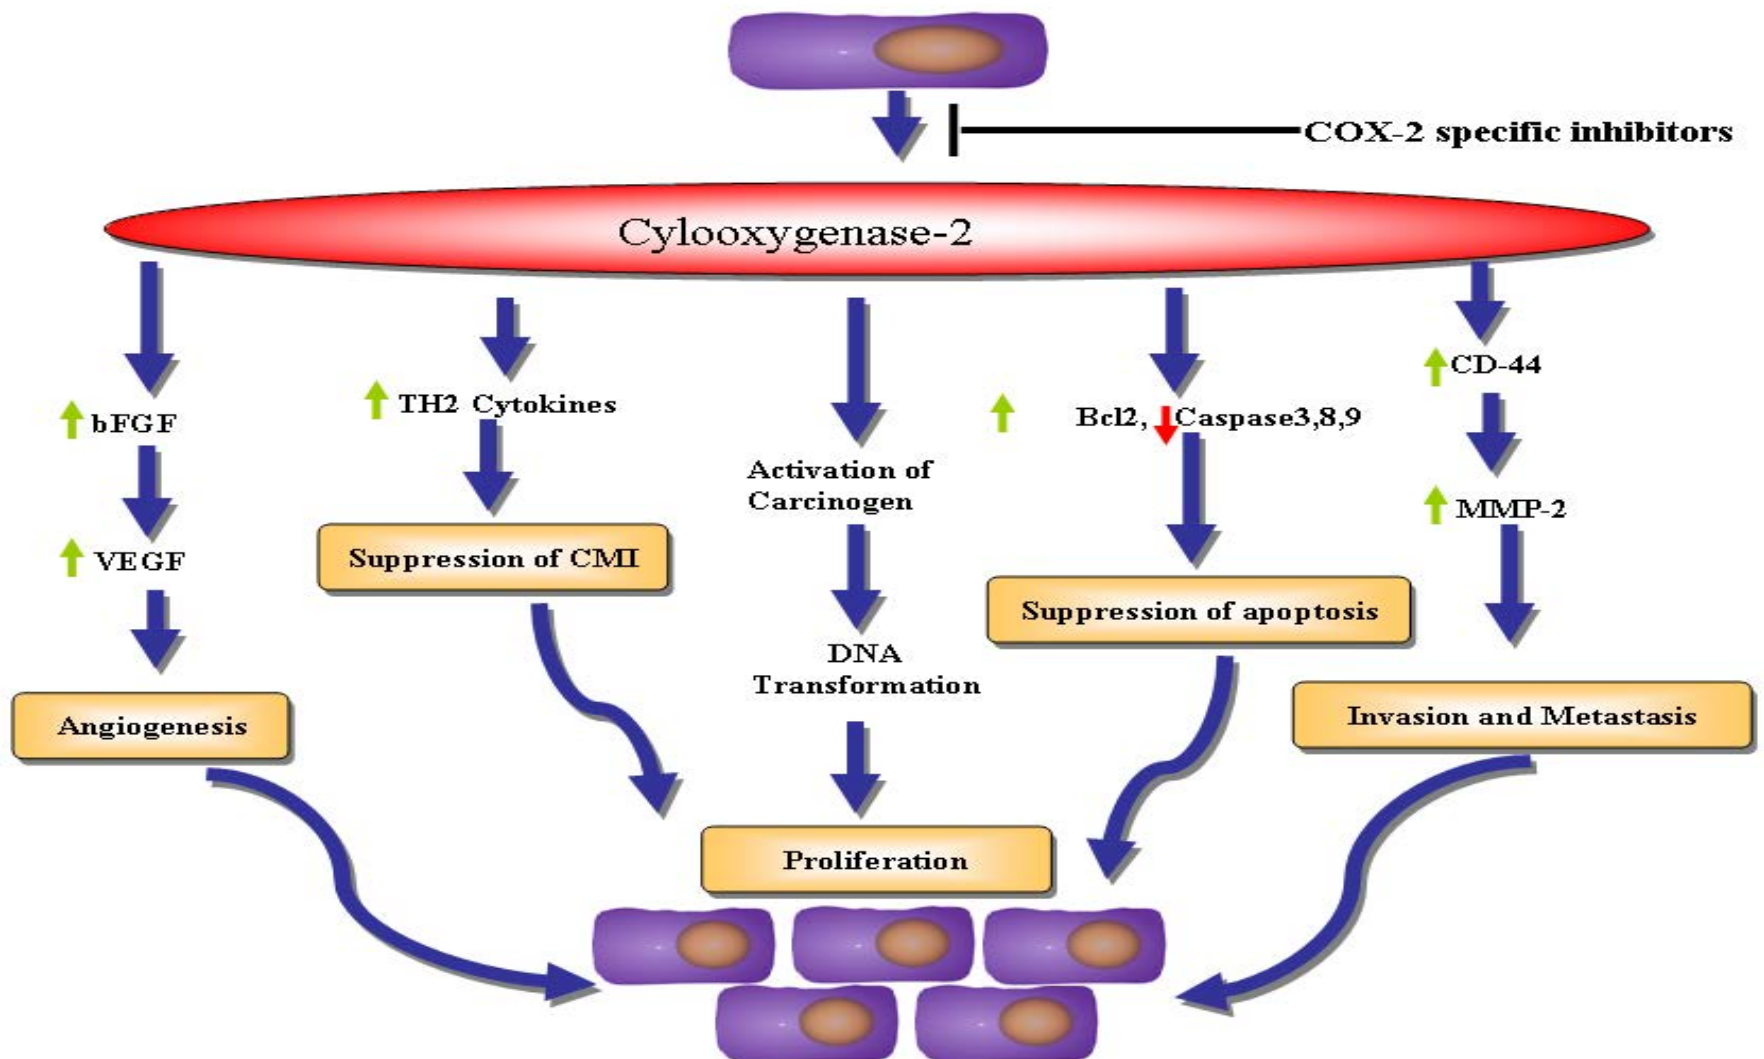 COX-2 specific inhibitors
Cylooxygenase-2
bFGF
VEGF
Angiogenesis
TH2 Cytokines
Suppression of CMI
Activation of
Carcinogen
DNA
Transformation
Proliferation
Bcl2, Caspase3,8,9
Suppression of apoptosis
CD-44
MMP-2
Invasion and Metastasis